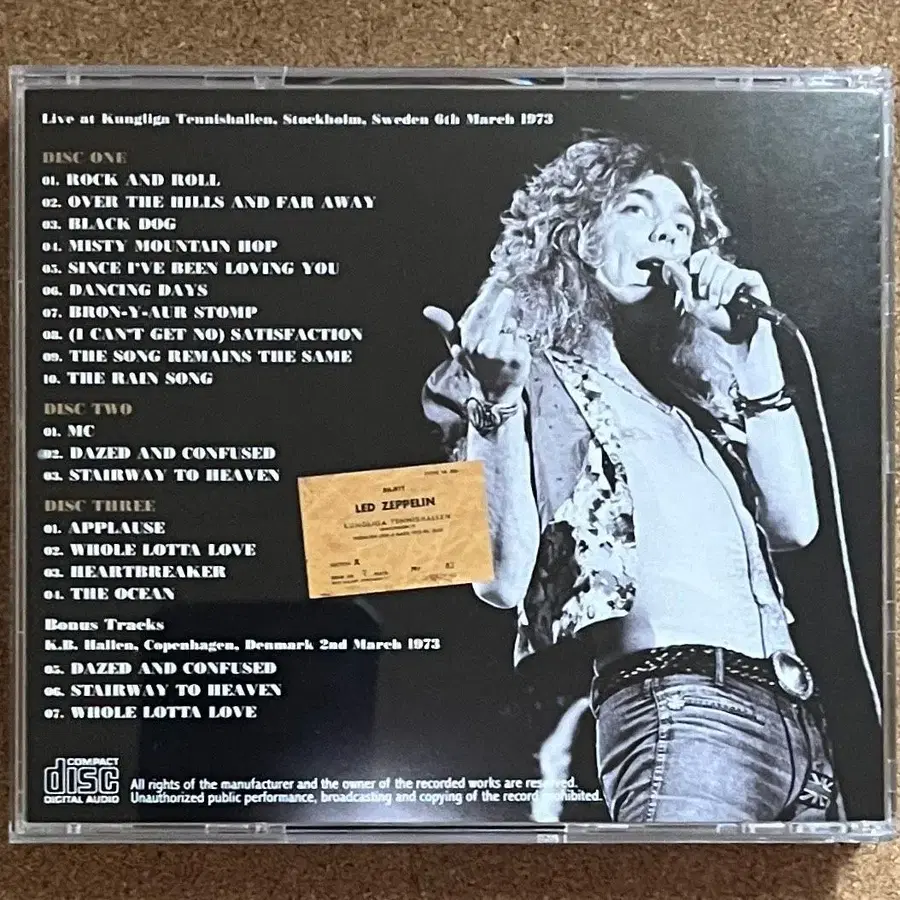 Live at Kungliga Tennishallen, Stockholm, Sweden 6th March 1973
DISC ONE
01. ROCK AND ROLL
02. OVER THE HILLS AND FAR AWAY
03. BLACK DOG
04. MISTY MOUNTAIN HOP
05. SINCE I'VE BEEN LOVING YOU
06. DANCING DAYS
07. BRON-Y-AUR STOMP
08. (I CAN'T GET NO) SATISFACTION
09. THE SONG REMAINS THE SAME
10. THE RAIN SONG
DISC TWO
01. MC
02. DAZED AND CONFUSED
03. STAIRWAY TO HEAVEN
BILJETT
LED ZEPPELIN
KUNGLIGA TENNISHALLEN
DISC THREE
01. APPLAUSE
02. WHOLE LOTTA LOVE
03. HEARTBREAKER
04. THE OCEAN
Bonus Tracks
K.B. Hallen, Copenhagen, Denmark 2nd March 1973
05. DAZED AND CONFUSED
06. STAIRWAY TO HEAVEN
07. WHOLE LOTTA LOVE
COMPACT
disc
DIGITAL AUDIO
All rights of the manufacturer and the owner of the recorded works are reserved.
Unauthorized public performance, broadcasting and copying of the record prohibited.